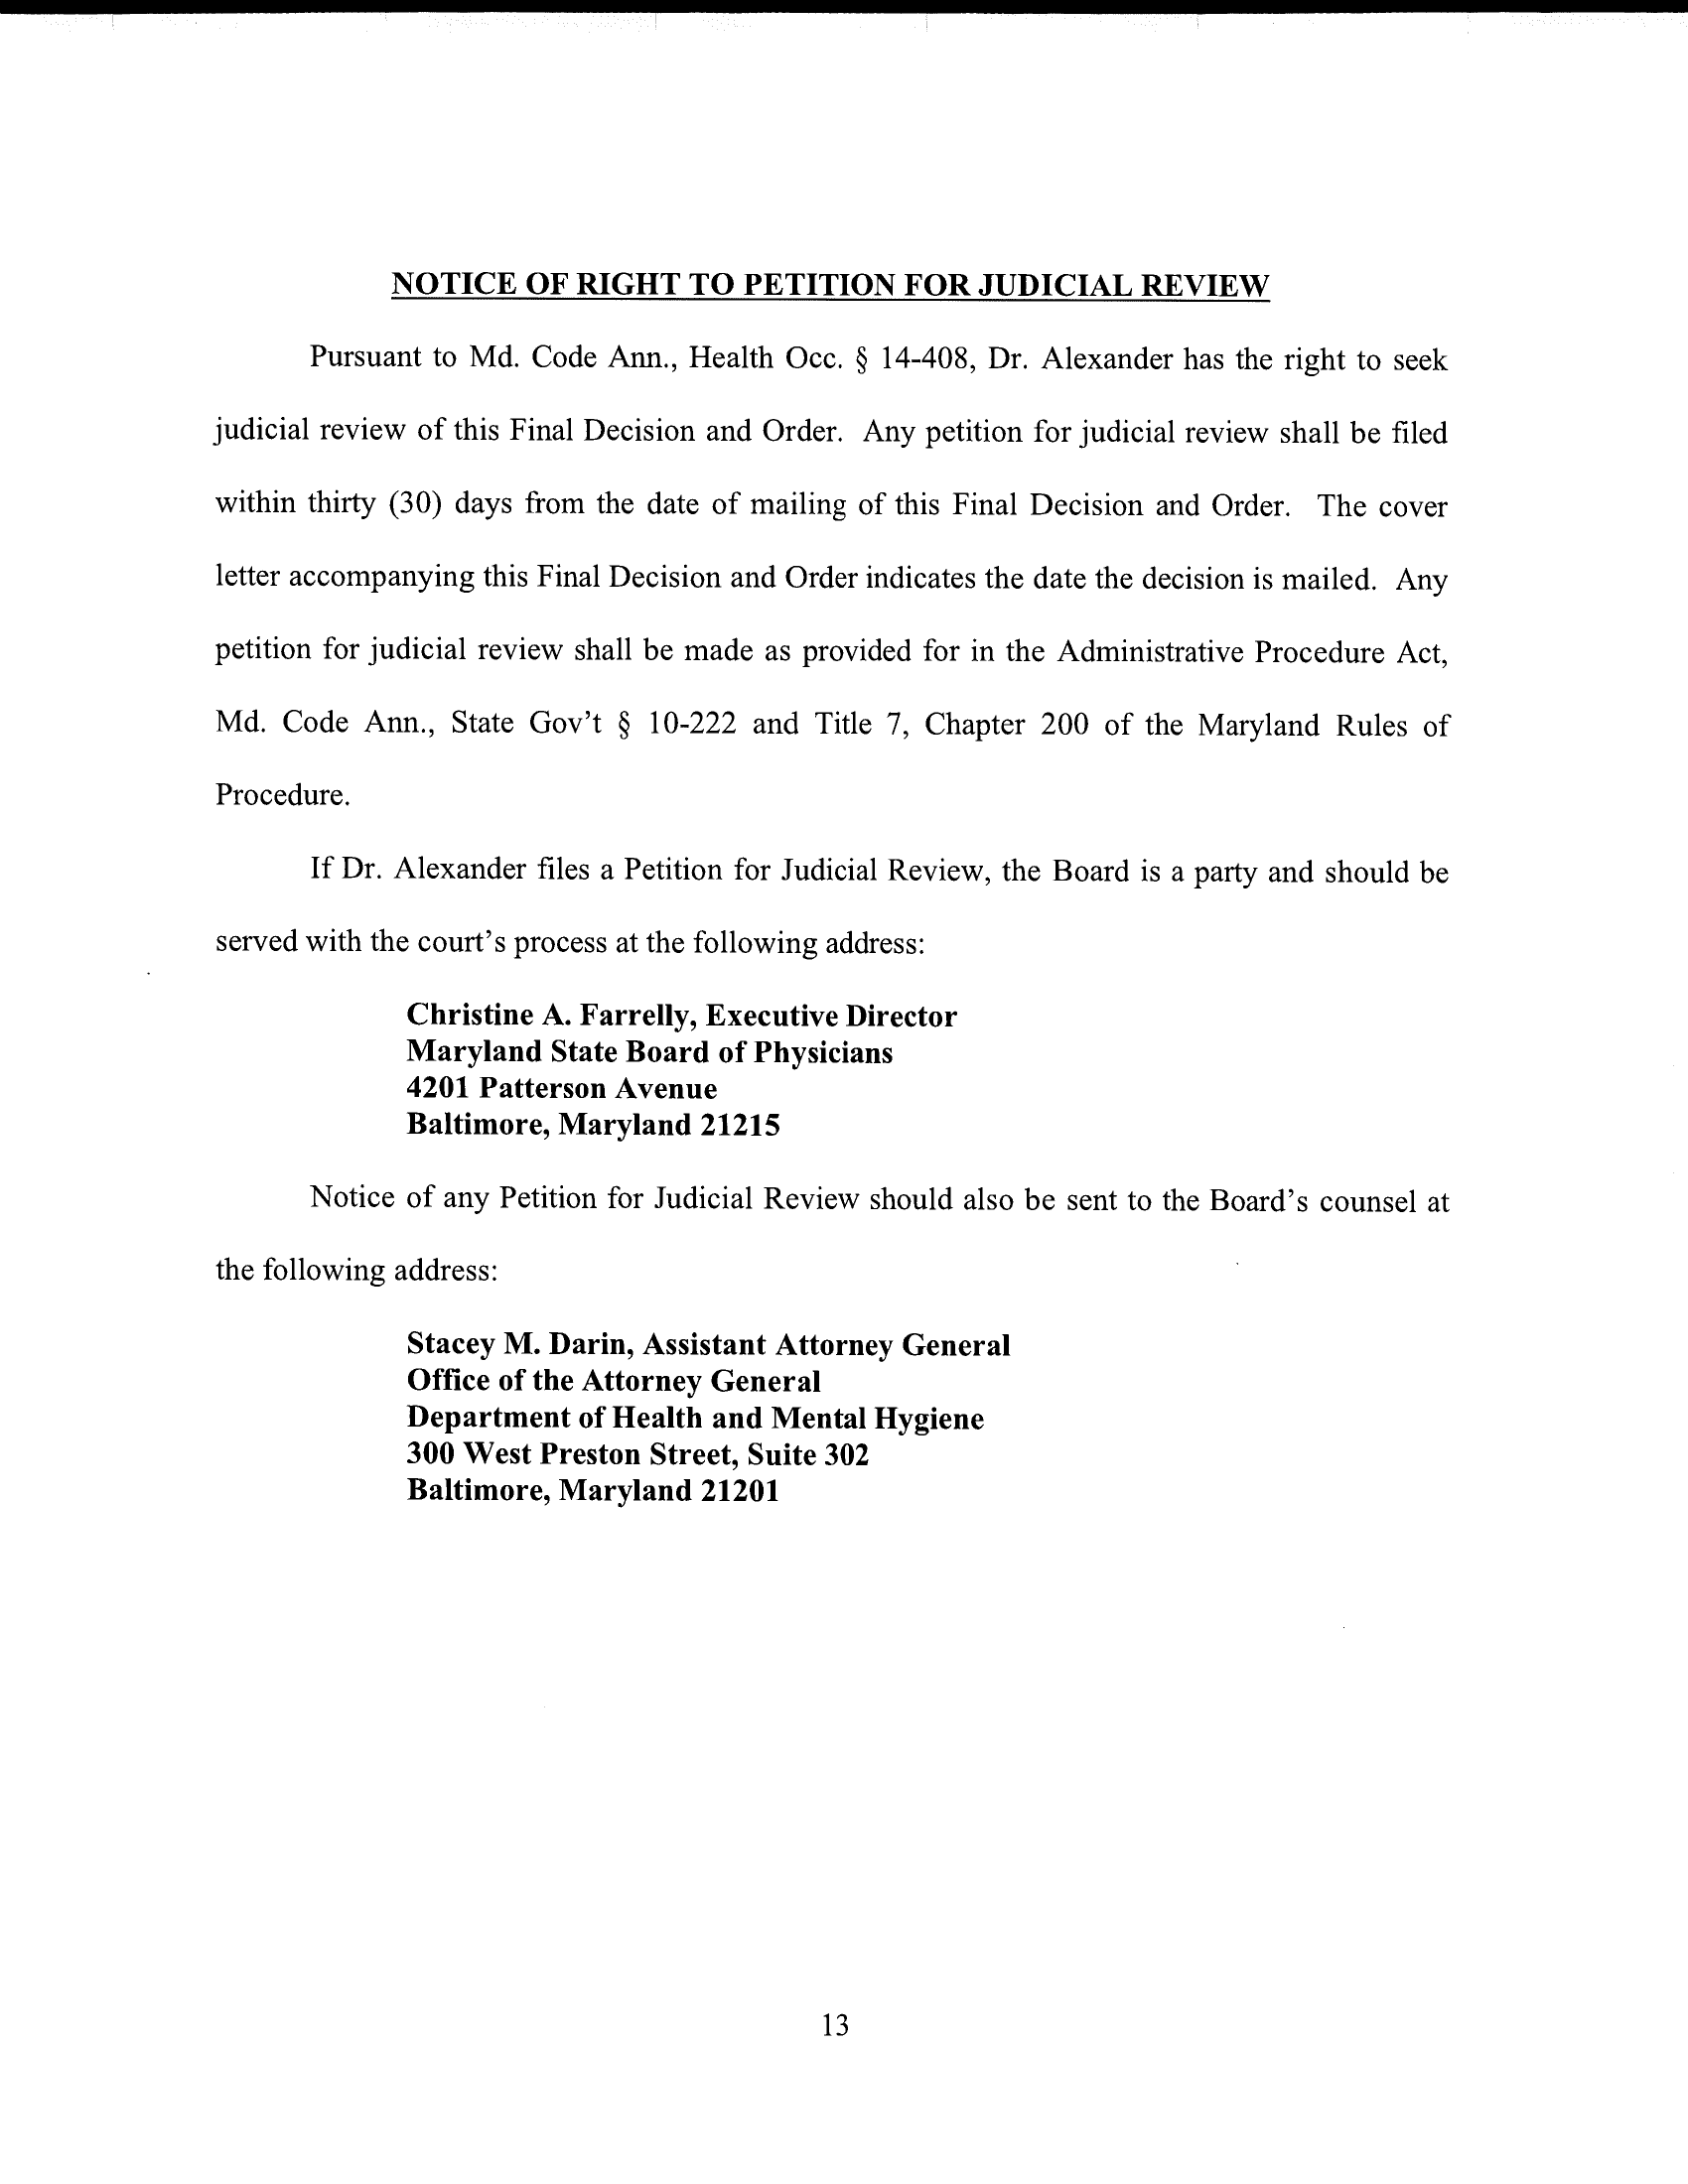 NOTICE OF RIGHT TO PETITION FOR JUDICIAL REVIEW
Pursuant to Md. Code Ann., Health Occ. § 14-408, Dr. Alexander has the right to seek
judicial review of this Final Decision and Order. Any petition for judicial review shall be filed
within thirty (30) days from the date of mailing of this Final Decision and Order. The cover
letter accompanying this Final Decision and Order indicates the date the decision is mailed. Any
petition for judicial review shall be made as provided for in the Administrative Procedure Act,
Md. Code Ann., State Gov't § 10-222 and Title 7, Chapter 200 of the Maryland Rules of
Procedure.
If Dr. Alexander files a Petition for Judicial Review, the Board is a party and should be
served with the court's process at the following address:
Christine A. Farrelly, Executive Director
Maryland State Board of Physicians
4201 Patterson Avenue
Baltimore, Maryland 21215
Notice of any Petition for Judicial Review should also be sent to the Board's counsel at
the following address:
Stacey M. Darin, Assistant Attorney General
Office of the Attorney General
Department of Health and Mental Hygiene
300 West Preston Street, Suite 302
Baltimore, Maryland 21201
13